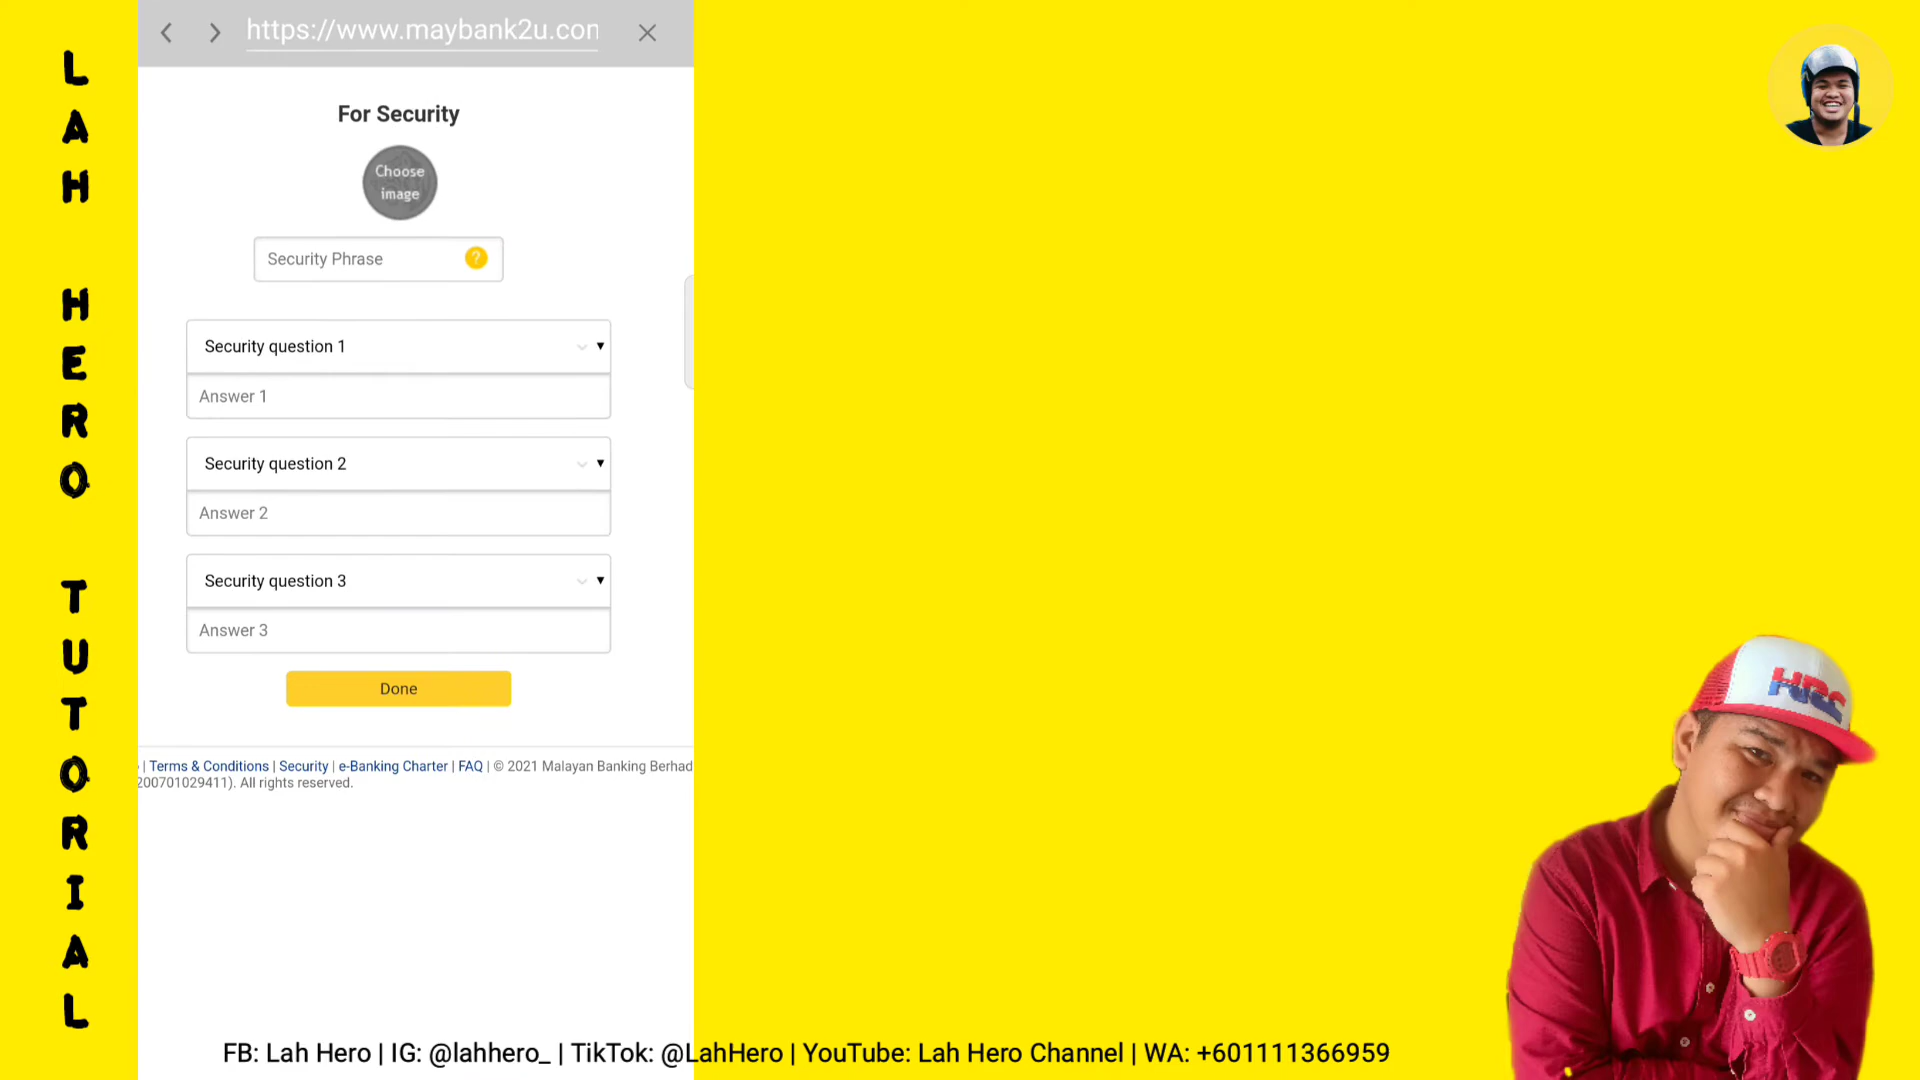 LAH HERO TUTORIAL
https://www.maybank2u.con
For Security
Choose
image
Security Phrase ?
Security question 1
Answer 1
Security question 2
Answer 2
Security question 3
Answer 3
Done
| Terms & Conditions | Security | e-Banking Charter | FAQ | © 2021 Malayan Banking Berhad
200701029411). All rights reserved.
HRC
FB: Lah Hero | IG: @lahhero_ | TikTok: @LahHero | YouTube: Lah Hero Channel | WA: +601111366959